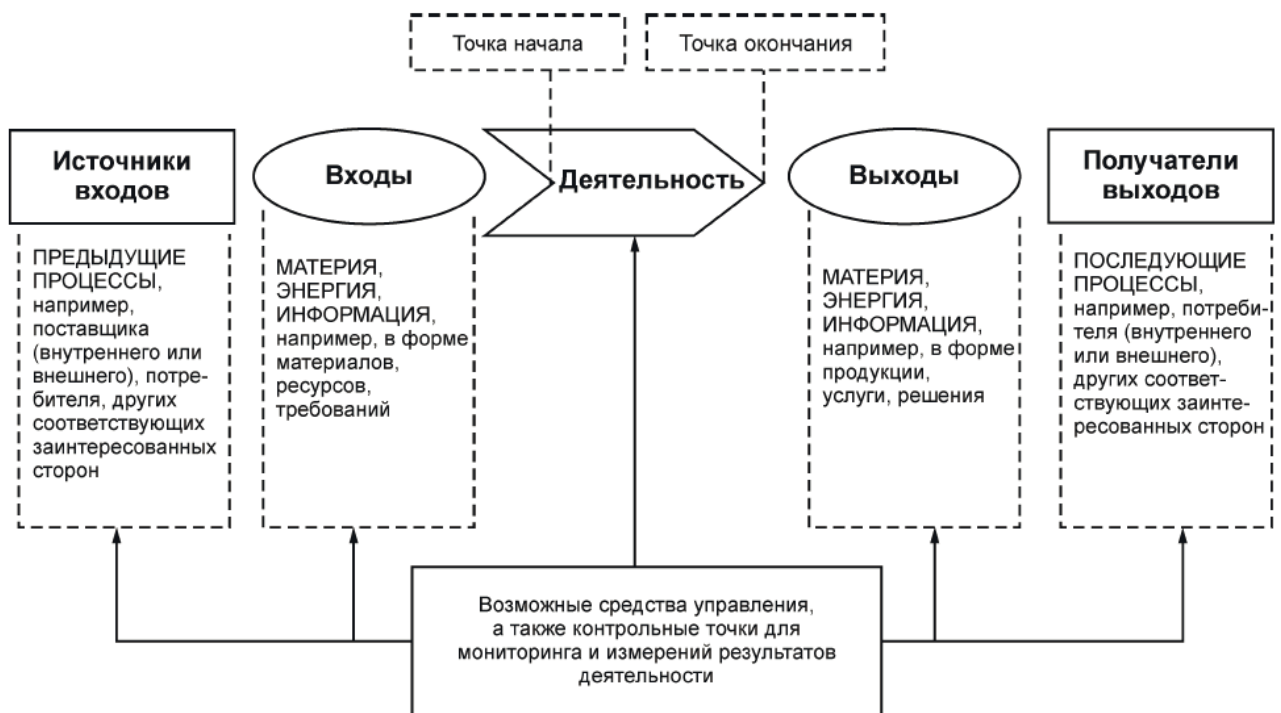 Точка начала
Точка окончания
Источники
входов
Входы
Деятельность
Выходы
Получатели
выходов
ПРЕДЫДУЩИЕ
ПРОЦЕССЫ,
например,
поставщика
(внутреннего или
внешнего), потре-
бителя, других
соответствующих
заинтересованных
сторон
МАТЕРИЯ,
ЭНЕРГИЯ,
ИНФОРМАЦИЯ,
например, в форме
материалов,
ресурсов,
требований
МАТЕРИЯ,
ЭНЕРГИЯ,
ИНФОРМАЦИЯ,
например, в форме
продукции,
услуги, решения
ПОСЛЕДУЮЩИЕ
ПРОЦЕССЫ,
например, потреби-
теля (внутреннего
или внешнего),
других соответ-
ствующих заинте-
ресованных сторон
Возможные средства управления,
а также контрольные точки для
мониторинга и измерений результатов
деятельности